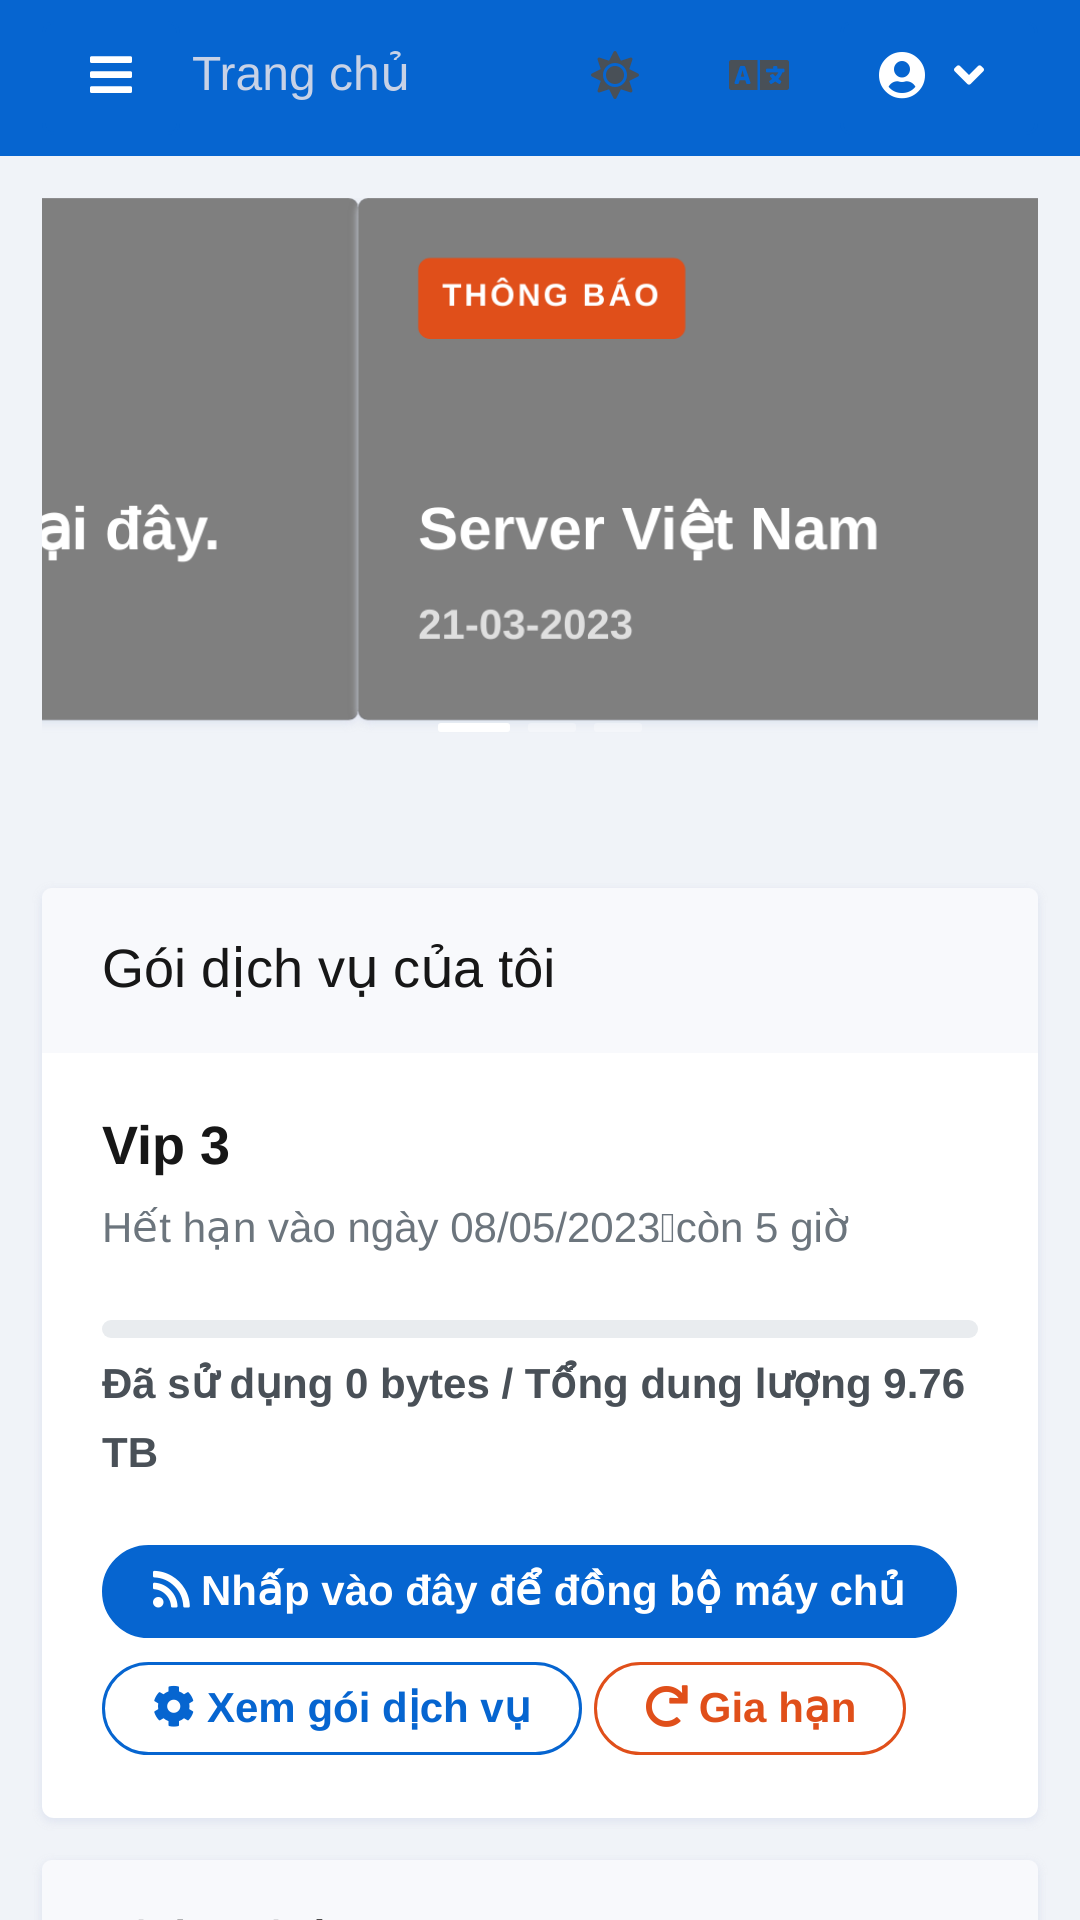 Trang chủ
THÔNG BÁO
ại đây.
Server Việt Nam
21-03-2023
Gói dịch vụ của tôi
Vip 3
Hết hạn vào ngày 08/05/2023，còn 5 giờ
Đã sử dụng 0 bytes / Tổng dung lượng 9.76
TB
Nhấp vào đây để đồng bộ máy chủ
Xem gói dịch vụ
Gia hạn